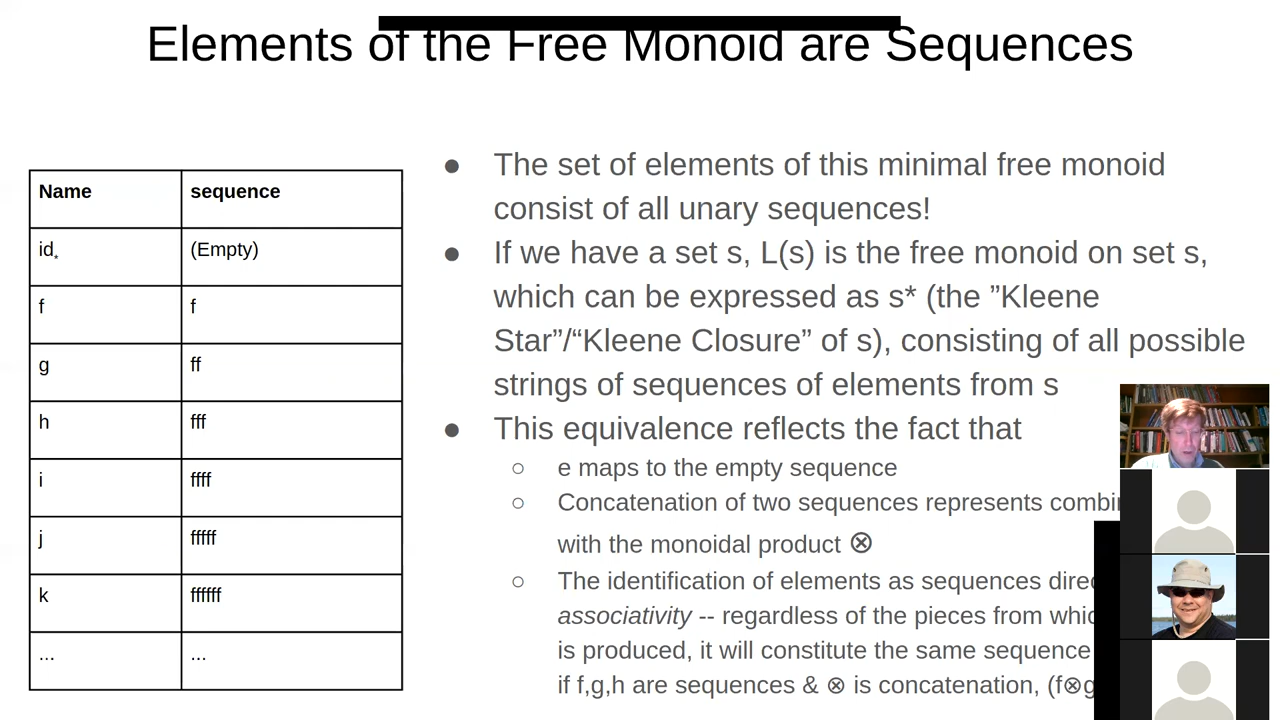 Elements of the Free Monoid are Sequences
Name sequence
id* (Empty)
f f
g ff
h fff
i ffff
j fffff
k ffffff
... ...
● The set of elements of this minimal free monoid
consist of all unary sequences!
● If we have a set s, L(s) is the free monoid on set s,
which can be expressed as s* (the ”Kleene
Star”/“Kleene Closure” of s), consisting of all possible
strings of sequences of elements from s
● This equivalence reflects the fact that
○ e maps to the empty sequence
○ Concatenation of two sequences represents
with the monoidal product ⊗
○ The identification of elements as sequences
associativity -- regardless of the pieces from
is produced, it will constitute the same sequence
if f,g,h are sequences & ⊗ is concatenation, (f⊗g